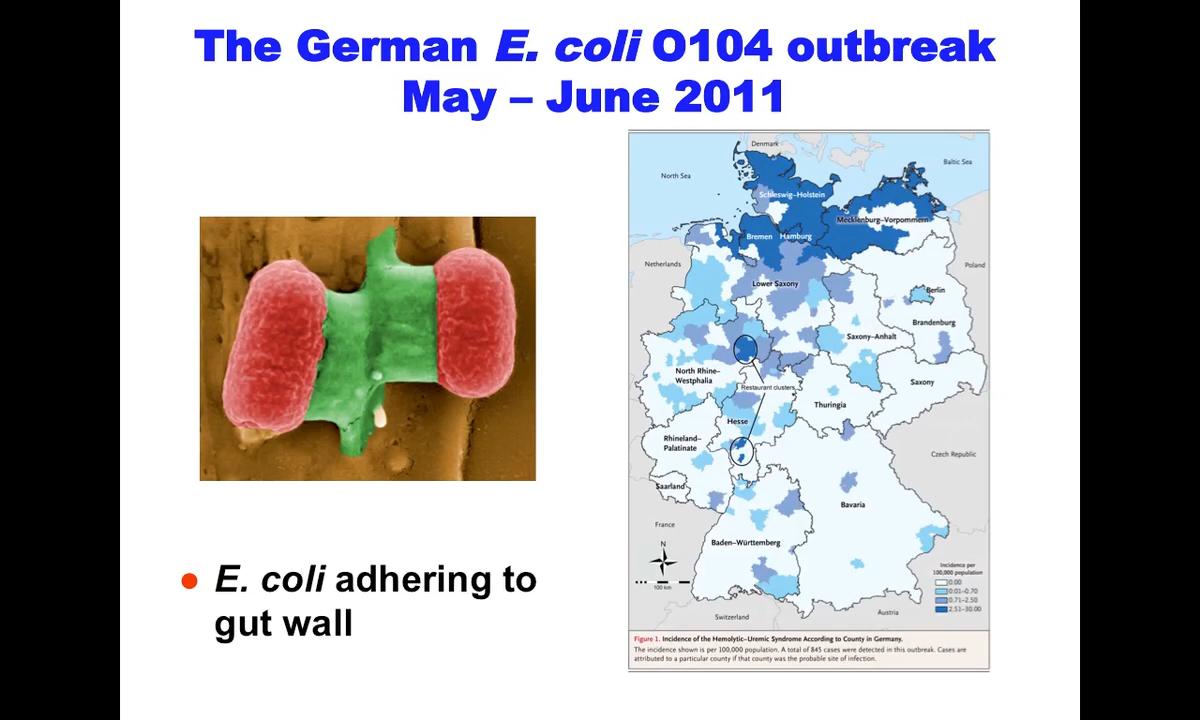 The German E. coli O104 outbreak
May – June 2011
Denmark
Baltic Sea
North Sea
Schleswig–Holstein
Mecklenburg–Vorpommern
Bremen
Hamburg
Netherlands
Poland
Lower Saxony
Berlin
Brandenburg
Saxony–Anhalt
North Rhine–
Westphalia
Restaurant clusters
Saxony
Thuringia
Hesse
Rhineland–
Palatinate
Czech Republic
Saarland
Bavaria
France
N
Baden–Württemberg
100 km
Switzerland
Austria
Incidence per
100,000 population
0.00
0.01–0.70
0.71–2.50
2.51–30.00
E. coli adhering to
gut wall
Figure 1. Incidence of the Hemolytic–Uremic Syndrome According to County in Germany.
The incidence shown is per 100,000 population. A total of 845 cases were detected in this outbreak. Cases are
attributed to a particular county if that county was the probable site of infection.